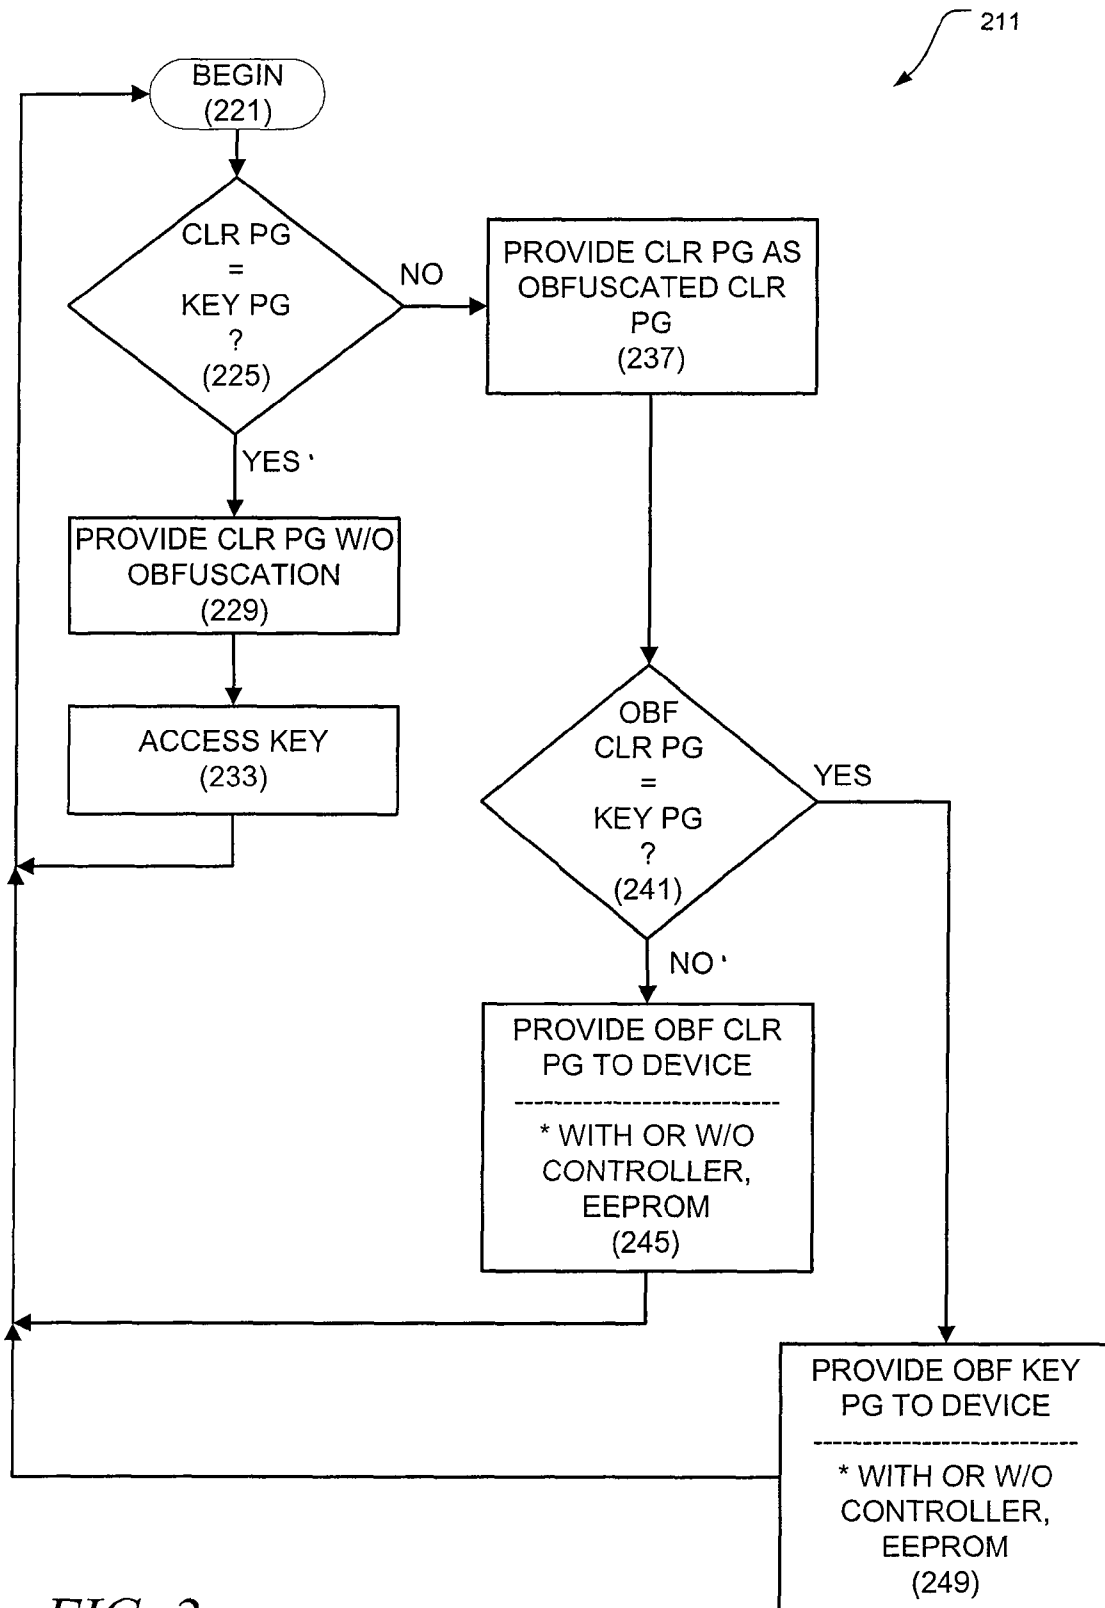 211
BEGIN
(221)
CLR PG
=
KEY PG
?
(225)
NO
PROVIDE CLR PG AS
OBFUSCATED CLR
PG
(237)
YES
PROVIDE CLR PG W/O
OBFUSCATION
(229)
ACCESS KEY
(233)
OBF
CLR PG
=
KEY PG
?
(241)
YES
NO
PROVIDE OBF CLR
PG TO DEVICE
* WITH OR W/O
CONTROLLER,
EEPROM
(245)
PROVIDE OBF KEY
PG TO DEVICE
* WITH OR W/O
CONTROLLER,
EEPROM
(249)
FIG. 2